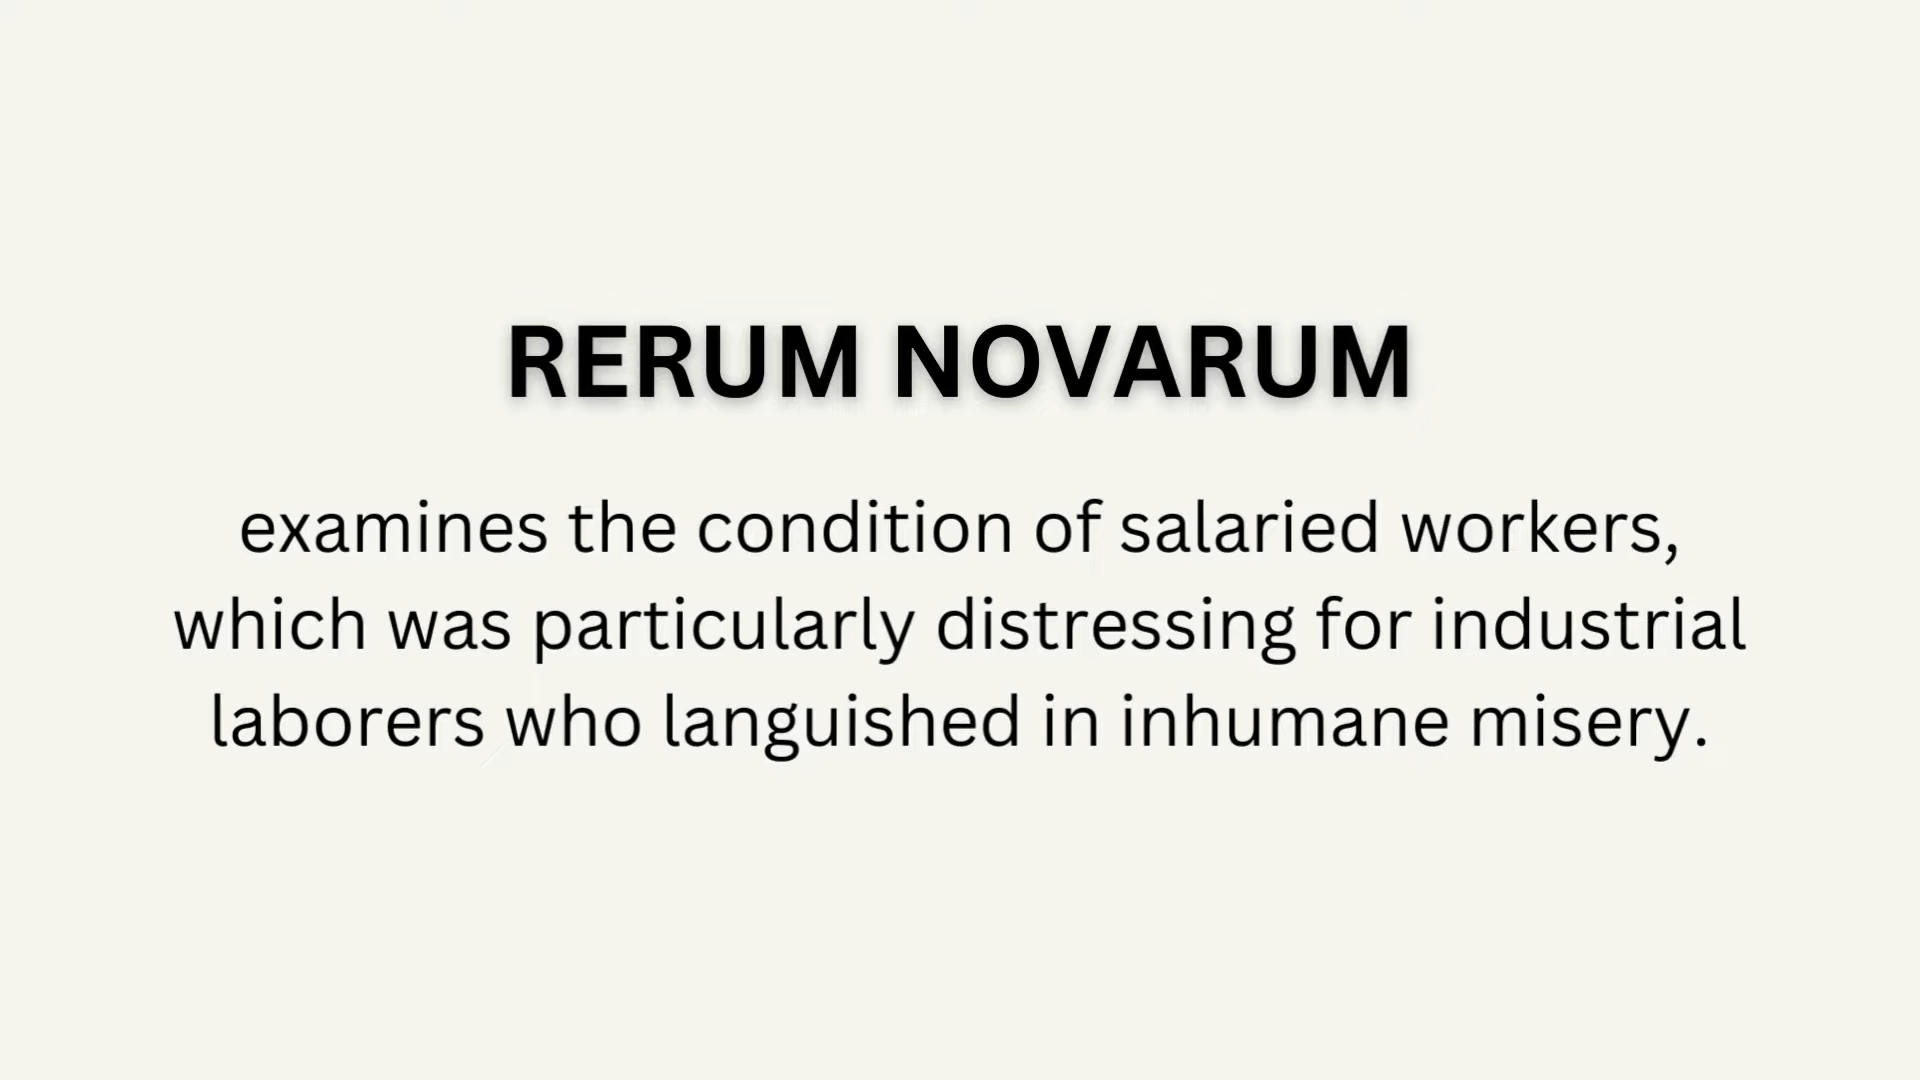 RERUM NOVARUM
examines the condition of salaried workers,
which was particularly distressing for industrial
laborers who languished in inhumane misery.